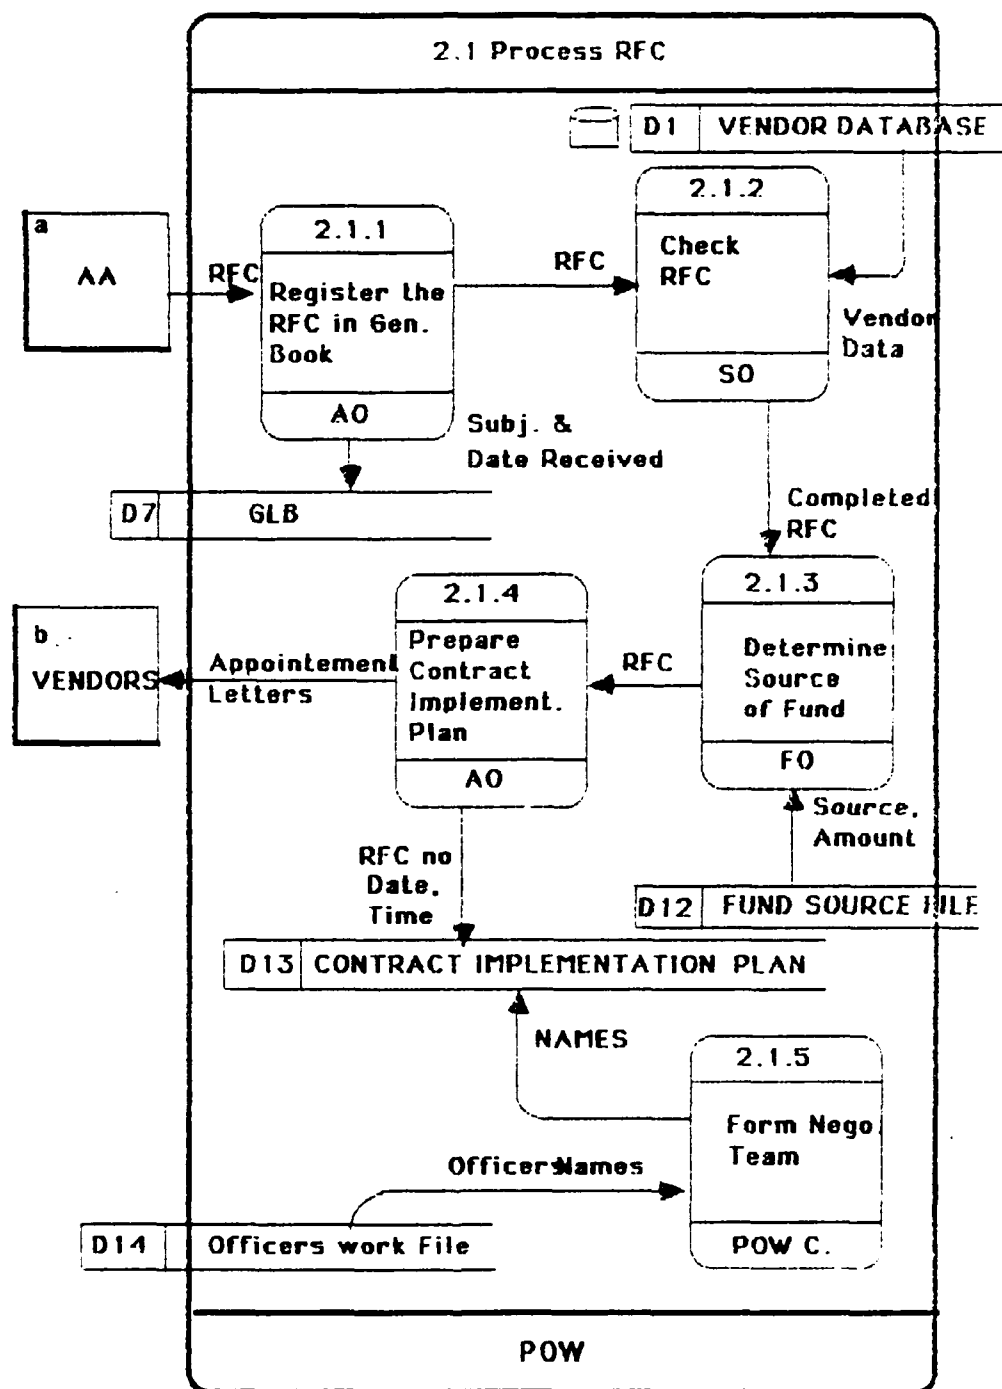 2.1 Process RFC
D1 VENDOR DATABASE
a
AA
RFC
2.1.1
Register the
RFC in Gen.
Book
AO
RFC
2.1.2
Check
RFC
SO
Vendor
Data
Subj. &
Date Received
D7 GLB
Completed
RFC
2.1.3
Determine
Source
of Fund
FO
RFC
2.1.4
Prepare
Contract
Implement.
Plan
AO
Appointement
Letters
b
VENDORS
Source,
Amount
D12 FUND SOURCE FILE
RFC no
Date,
Time
D13 CONTRACT IMPLEMENTATION PLAN
NAMES
2.1.5
Form Nego
Team
POW C.
Officers Names
D14 Officers work File
POW